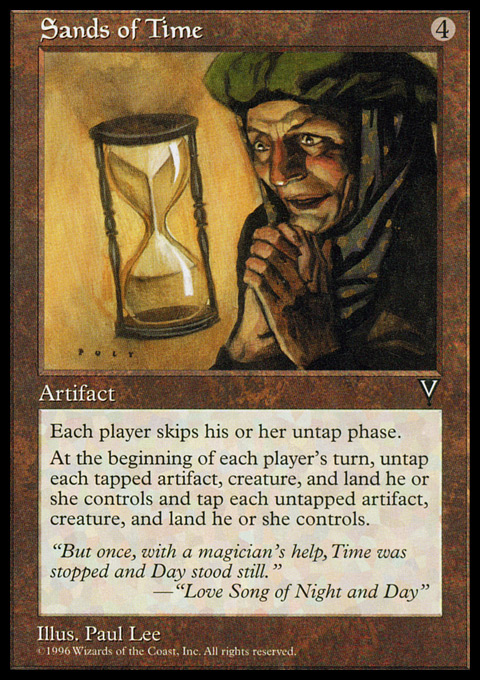 Sands of Time
4
POLY
Artifact
V
Each player skips his or her untap phase.
At the beginning of each player's turn, untap
each tapped artifact, creature, and land he or
she controls and tap each untapped artifact,
creature, and land he or she controls.
"But once, with a magician's help, Time was
stopped and Day stood still."
—"Love Song of Night and Day"
Illus. Paul Lee
©1996 Wizards of the Coast, Inc. All rights reserved.